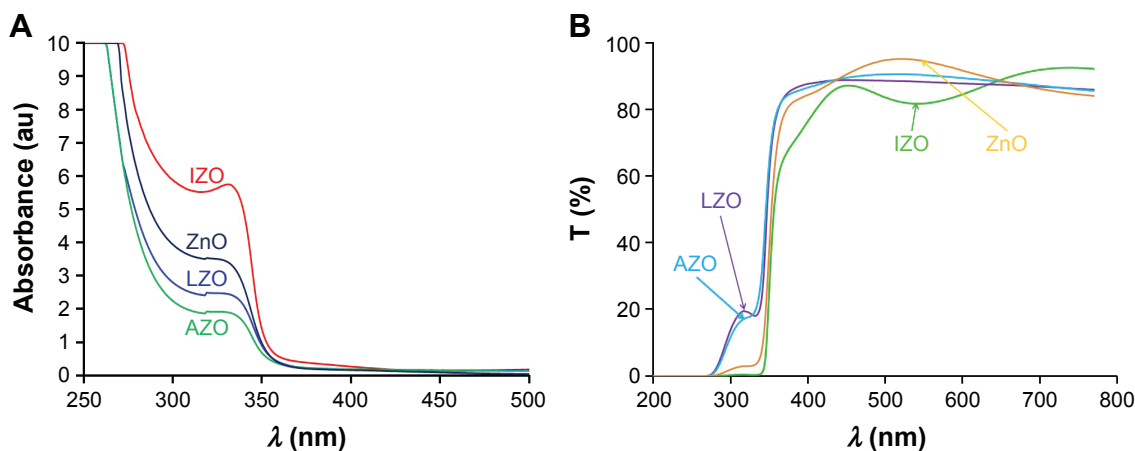 A
Absorbance (au)
10
9
8
7
6
5
4
3
2
1
0
IZO
ZnO
LZO
AZO
250 300 350 400 450 500
λ (nm)
B
T (%)
100
80
60
40
20
0
LZO
AZO
IZO
ZnO
200 300 400 500 600 700 800
λ (nm)